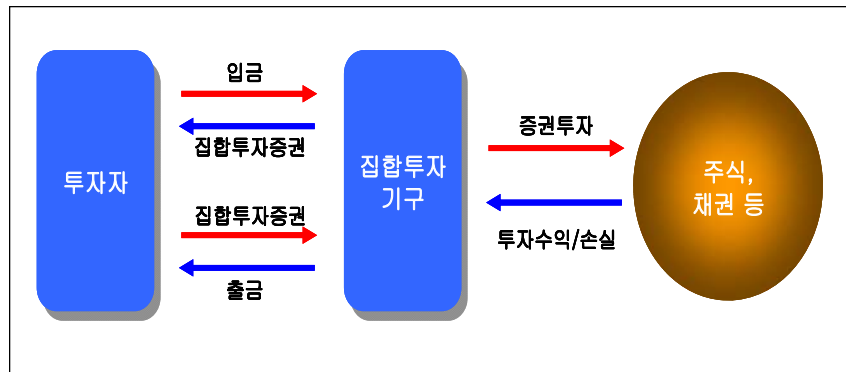 투자자
입금
집합투자증권
집합투자증권
출금
집합투자
기구
증권투자
투자수익/손실
주식,
채권 등